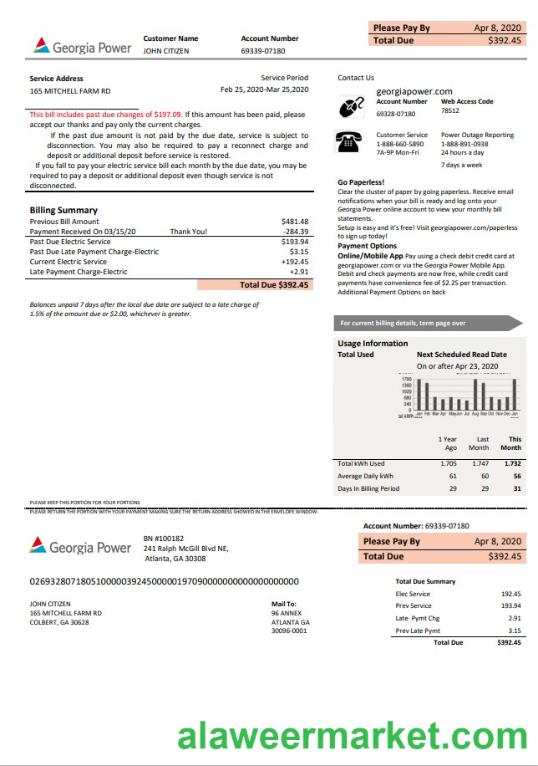 Georgia Power
Customer Name
JOHN CITIZEN
Account Number
69339-07180
Please Pay By Apr 8, 2020
Total Due $392.45
Service Address
165 MITCHELL FARM RD
Service Period
Feb 25, 2020-Mar 25,2020
This bill includes past due changes of $197.09. If this amount has been paid, please
accept our thanks and pay only the current charges.
If the past due amount is not paid by the due date, service is subject to
disconnection. You may also be required to pay a reconnect charge and
deposit or additional deposit before service is restored.
If you fall to pay your electric service bill each month by the due date, you may be
required to pay a deposit or additional deposit even though service is not
disconnected.
Billing Summary
Previous Bill Amount $481.48
Payment Received On 03/15/20 Thank You! -284.39
Past Due Electric Service $193.94
Past Due Late Payment Charge-Electric $3.15
Current Electric Service +192.45
Late Payment Charge-Electric +2.91
Total Due $392.45
Balances unpaid 7 days after the local due date are subject to a late charge of
1.5% of the amount due or $2.00, whichever is greater.
Contact Us
georgiapower.com
Account Number Web Access Code
69328-07180 78512
Customer Service Power Outage Reporting
1-888-660-5890 1-888-891-0938
7A-9P Mon-Fri 24 hours a day
7 days a week
Go Paperless!
Clear the cluster of paper by going paperless. Receive email
notifications when your bill is ready and log onto your
Georgia Power online account to view your monthly bill
statements.
Setup is easy and it's free! Visit georgiapower.com/paperless
to sign up today!
Payment Options
Online/Mobile App Pay using a check debit credit card at
georgiapower.com or via the Georgia Power Mobile App.
Debit and check payments are now free, while credit card
payments have convenience fee of $2.25 per transaction.
Additional Payment Options on back
For current billing details, term page over
Usage Information
Total Used
Next Scheduled Read Date
On or after Apr 23, 2020
1 Year Ago Last Month This Month
Total kWh Used 1.705 1.747 1.732
Average Daily kWh 61 60 56
Days In Billing Period 29 29 31
PLEASE KEEP THIS PORTION FOR YOUR PORTIONS
PLEASE RETURN THE PORTION WITH YOUR PAYMENT MAKING SURE THE RETURN ADDRESS SHOWED IN THE ENVELOPE WINDOW.
Account Number: 69339-07180
Georgia Power
BN #100182
241 Ralph McGill Blvd NE,
Atlanta, GA 30308
Please Pay By Apr 8, 2020
Total Due $392.45
JOHN CITIZEN
165 MITCHELL FARM RD
COLBERT, GA 30628
Mail To:
96 ANNEX
ATLANTA GA
30096-0001
Total Due Summary
Elec Service 192.45
Prev Service 193.94
Late Pymt Chg 2.91
Prev Late Pymt 3.15
Total Due $392.45
alaweermarket.com